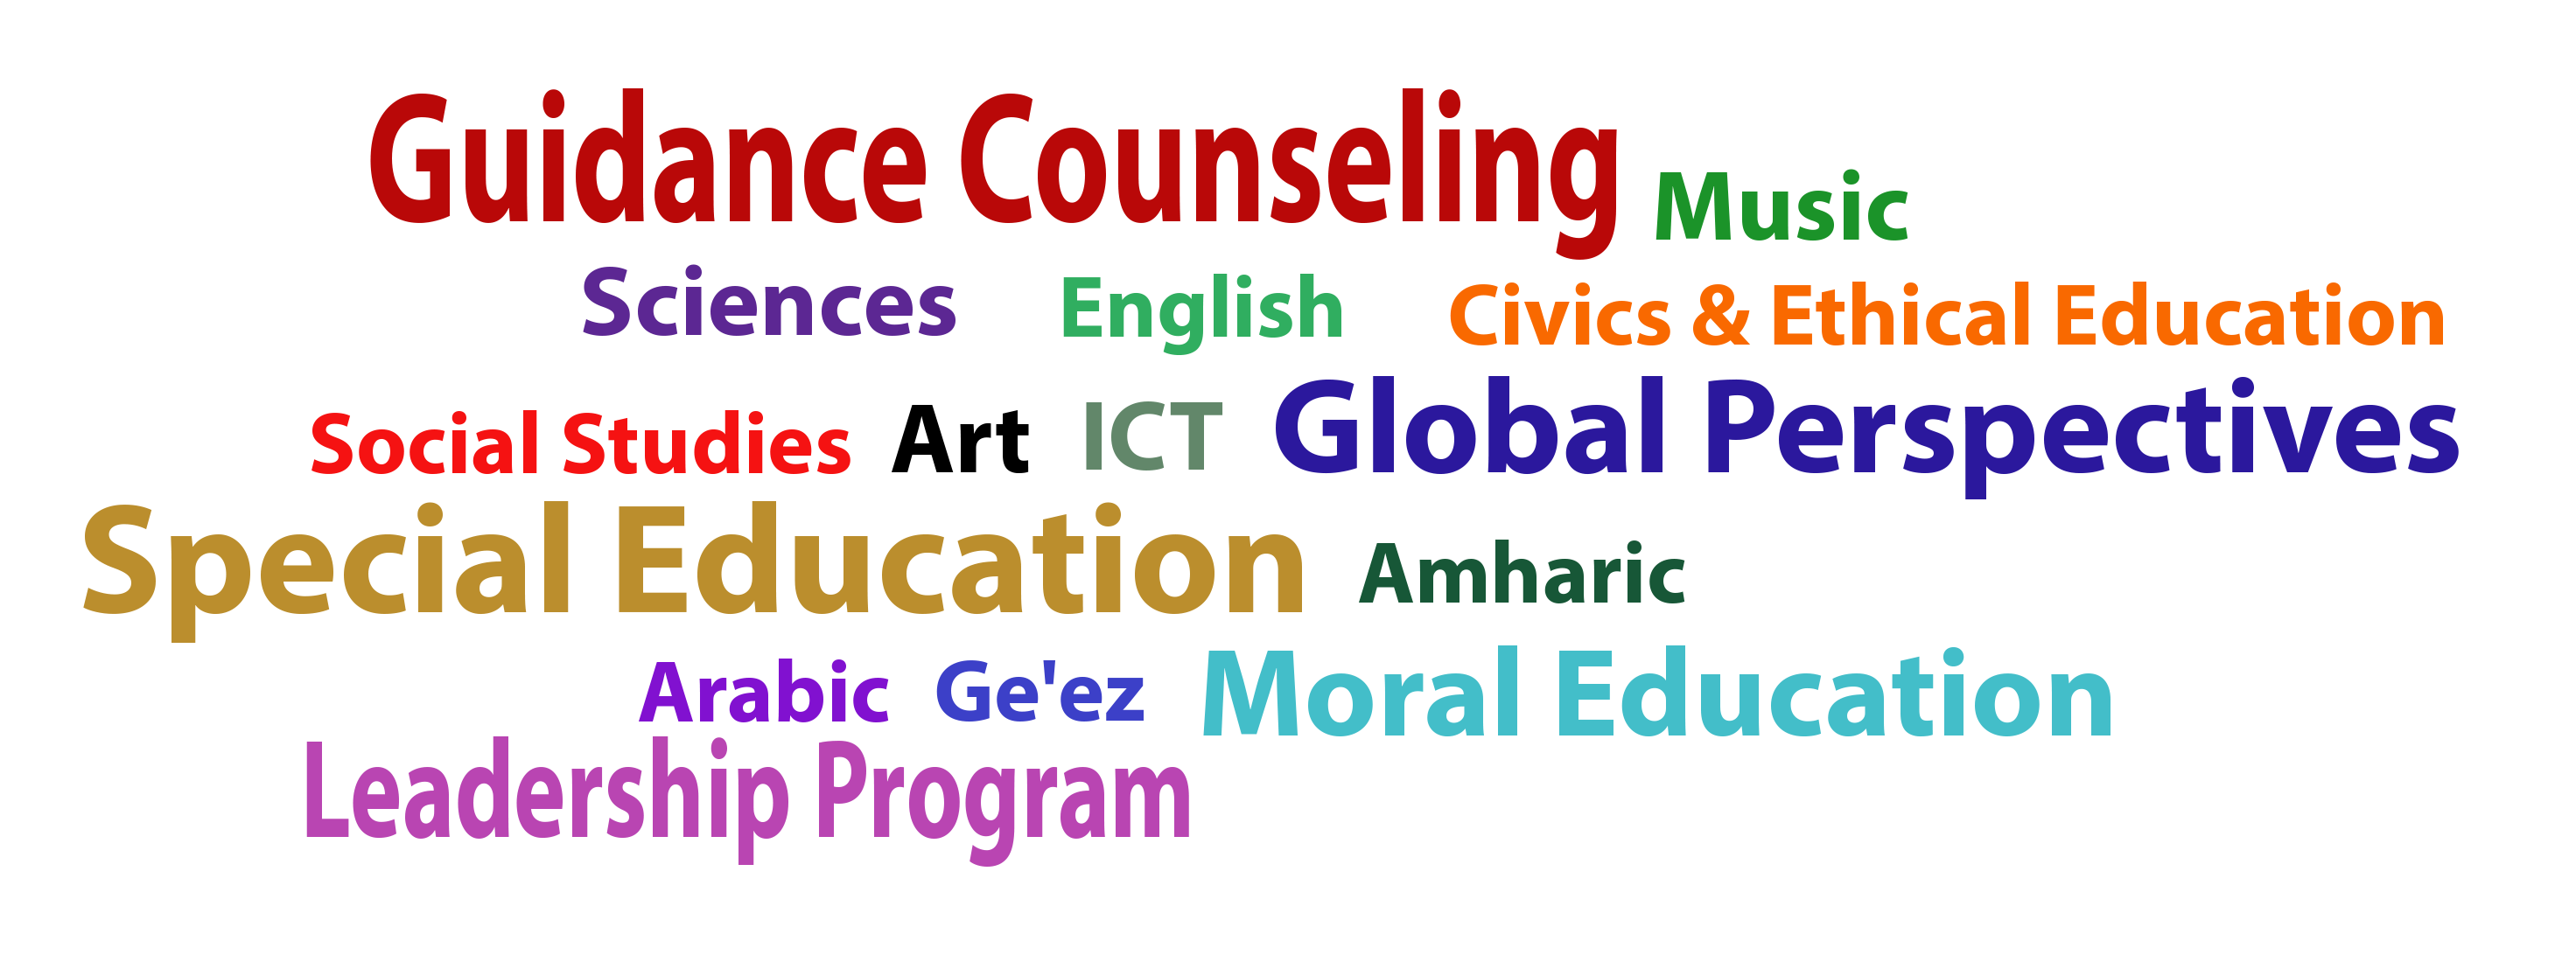 Guidance Counseling Music
Sciences English Civics & Ethical Education
Social Studies Art ICT Global Perspectives
Special Education Amharic
Arabic Ge'ez Moral Education
Leadership Program